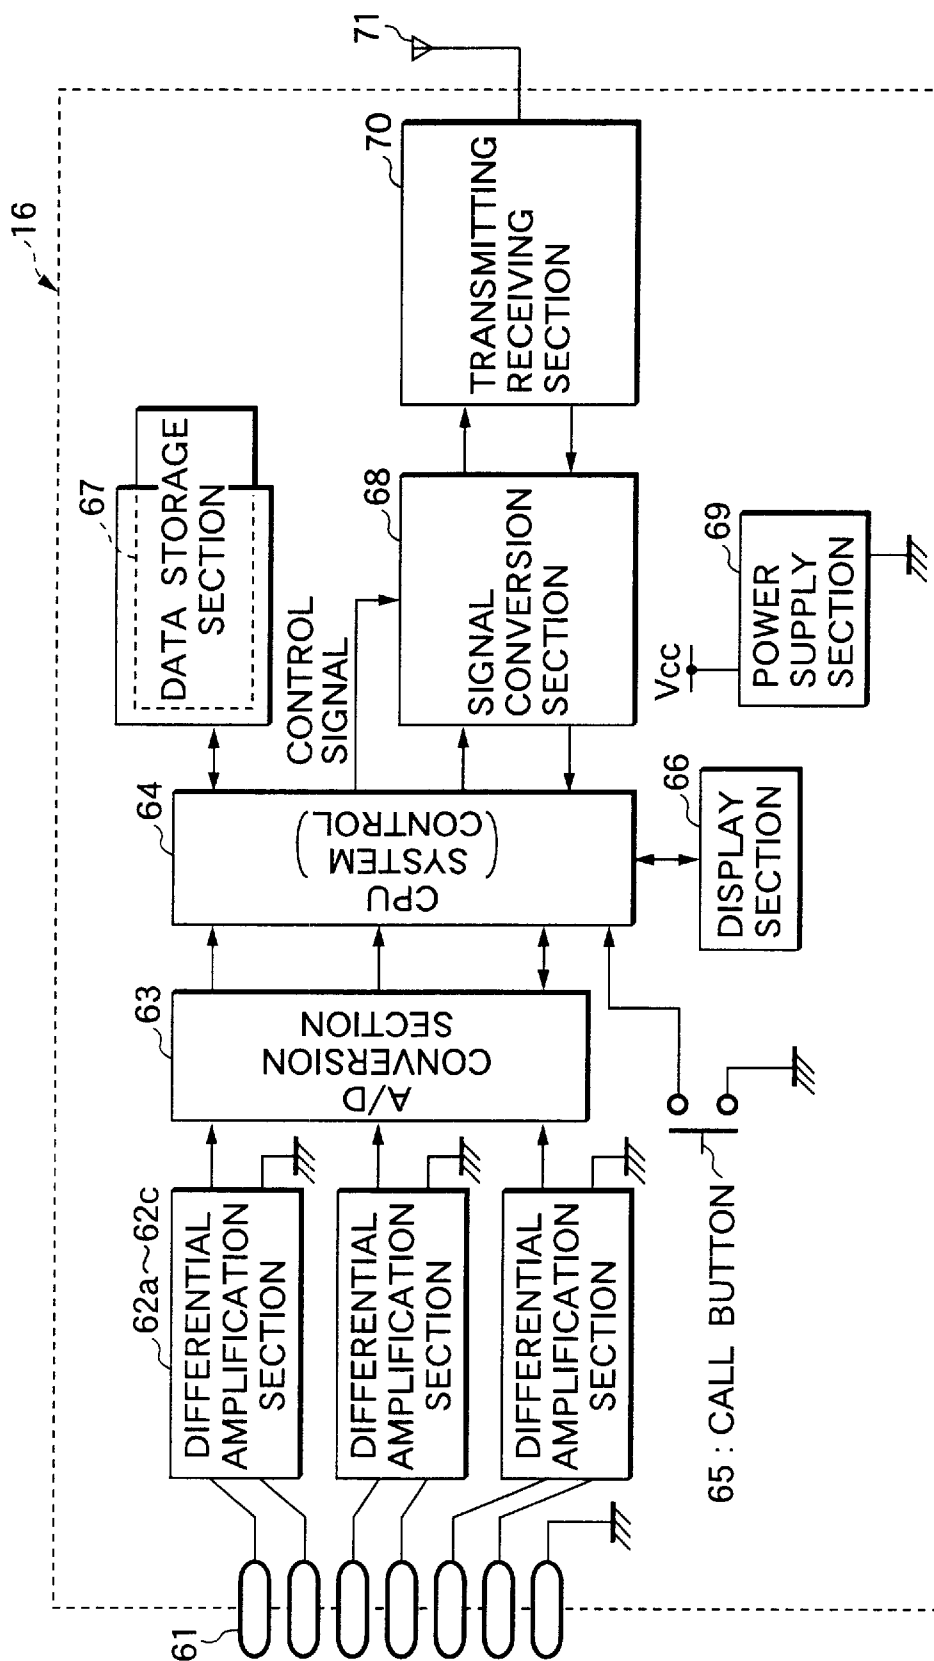 16
71
70
TRANSMITTING
RECEIVING
SECTION
67
DATA STORAGE
SECTION
CONTROL
SIGNAL
68
SIGNAL
CONVERSION
SECTION
69
Vcc
POWER
SUPPLY
SECTION
64
CPU
(SYSTEM
CONTROL)
66
DISPLAY
SECTION
63
A/D
CONVERSION
SECTION
62a~62c
DIFFERENTIAL
AMPLIFICATION
SECTION
DIFFERENTIAL
AMPLIFICATION
SECTION
DIFFERENTIAL
AMPLIFICATION
SECTION
65 : CALL BUTTON
61